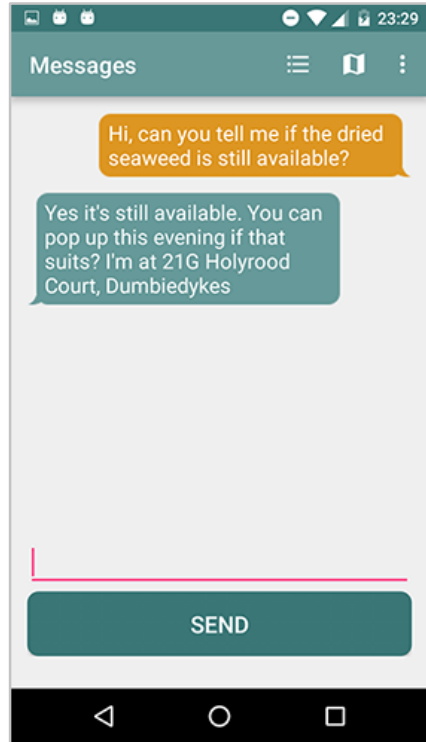 23:29
Messages
Hi, can you tell me if the dried
seaweed is still available?
Yes it's still available. You can
pop up this evening if that
suits? I'm at 21G Holyrood
Court, Dumbiedykes
SEND